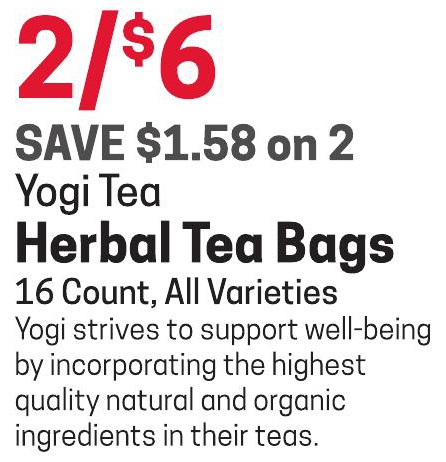 2/$6
SAVE $1.58 on 2
Yogi Tea
Herbal Tea Bags
16 Count, All Varieties
Yogi strives to support well-being
by incorporating the highest
quality natural and organic
ingredients in their teas.